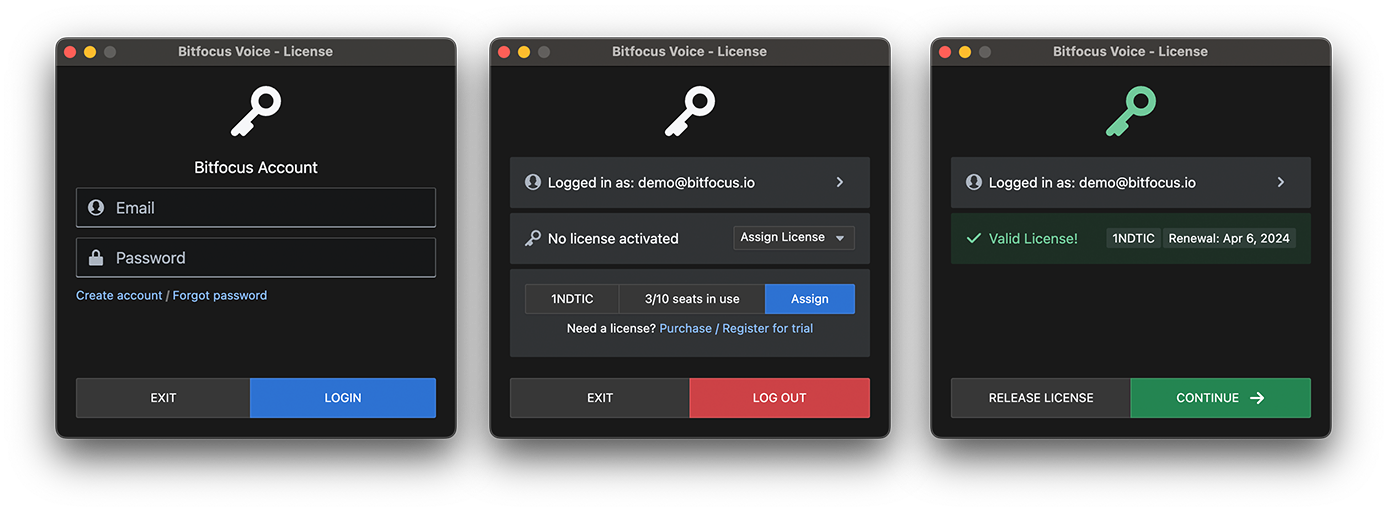 Bitfocus Voice - License
Bitfocus Account
Email
Password
Create account / Forgot password
EXIT
LOGIN
Bitfocus Voice - License
Logged in as: demo@bitfocus.io
No license activated
Assign License
1NDTIC
3/10 seats in use
Assign
Need a license? Purchase / Register for trial
EXIT
LOG OUT
Bitfocus Voice - License
Logged in as: demo@bitfocus.io
Valid License!
1NDTIC
Renewal: Apr 6, 2024
RELEASE LICENSE
CONTINUE